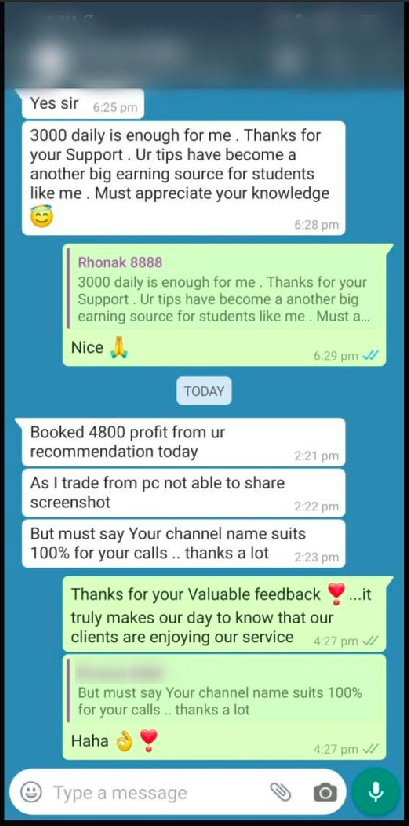 Yes sir 6:25 pm
3000 daily is enough for me . Thanks for
your Support . Ur tips have become a
another big earning source for students
like me . Must appreciate your knowledge
😇
6:28 pm
Rhonak 8888
3000 daily is enough for me . Thanks for your
Support . Ur tips have become a another big
earning source for students like me . Must a...
Nice 🙏 6:29 pm
TODAY
Booked 4800 profit from ur
recommendation today 2:21 pm
As I trade from pc not able to share
screenshot 2:22 pm
But must say Your channel name suits
100% for your calls .. thanks a lot 2:23 pm
Thanks for your Valuable feedback ❣️...it
truly makes our day to know that our
clients are enjoying our service 4:27 pm
But must say Your channel name suits 100%
for your calls .. thanks a lot
Haha 👌❣️ 4:27 pm
Type a message